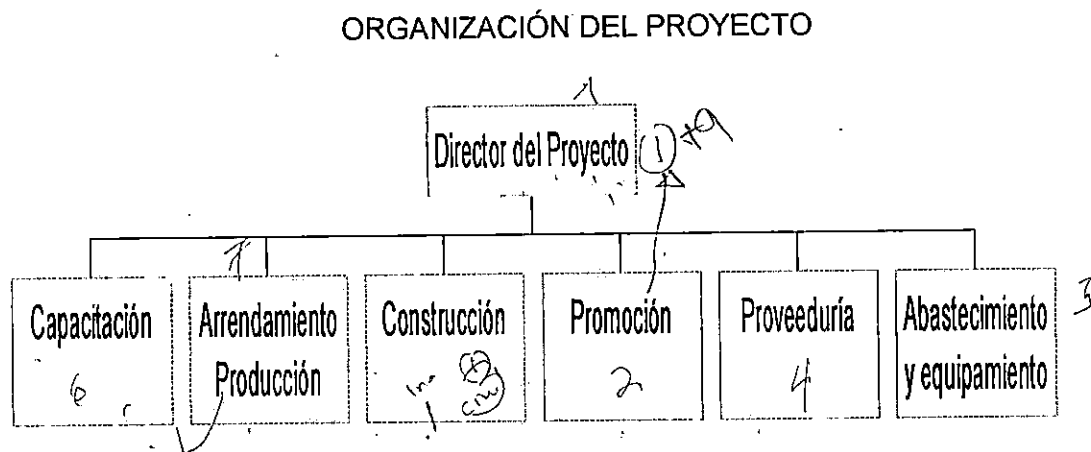 ORGANIZACIÓN DEL PROYECTO
1
Director del Proyecto 1 +9
Capacitación
6
Arrendamiento
Producción
Construcción
Promoción
2
Proveeduría
4
Abastecimiento
y equipamiento
3